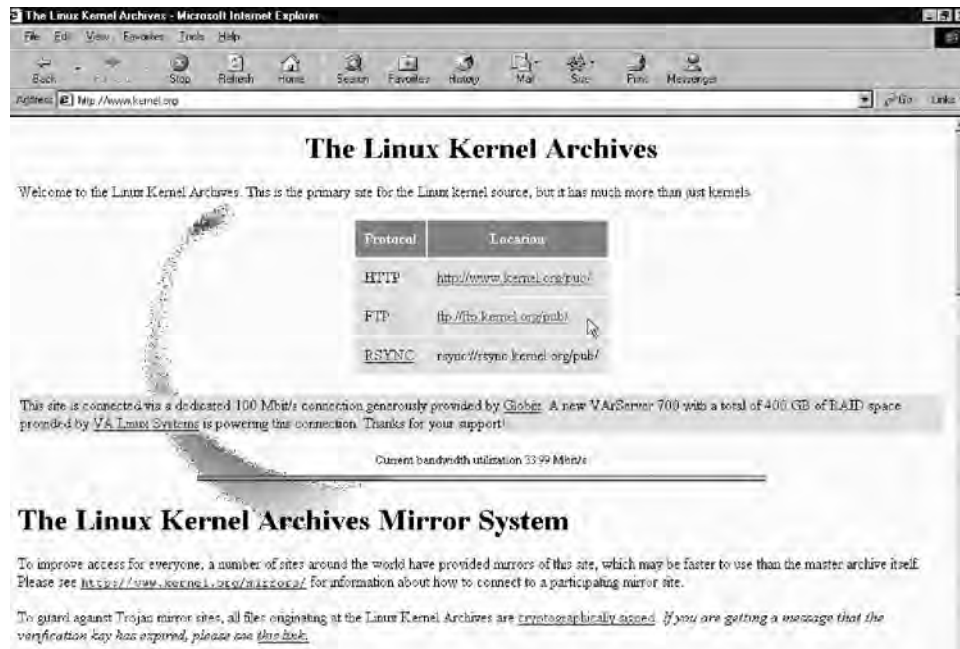 The Linux Kernel Archives - Microsoft Internet Explorer
File Edit View Favorites Tools Help
Back Stop Refresh Home Search Favorites History Mail Size Print Messenger
Address http://www.kernel.org Go Links
The Linux Kernel Archives
Welcome to the Linux Kernel Archives. This is the primary site for the Linux kernel source, but it has much more than just kernels.
Protocol Location
HTTP http://www.kernel.org/pub/
FTP ftp://ftp.kernel.org/pub/
RSYNC rsync://rsync.kernel.org/pub/
This site is connected via a dedicated 100 Mbit/s connection generously provided by Globix. A new VArServer 700 with a total of 400 GB of RAID space
provided by VA Linux Systems is powering this connection. Thanks for your support!
Current bandwidth utilization 33.99 Mbit/s
The Linux Kernel Archives Mirror System
To improve access for everyone, a number of sites around the world have provided mirrors of this site, which may be faster to use than the master archive itself.
Please see http://www.kernel.org/mirrors/ for information about how to connect to a participating mirror site.
To guard against Trojan mirror sites, all files originating at the Linux Kernel Archives are cryptographically signed. If you are getting a message that the
verification key has expired, please see this link.